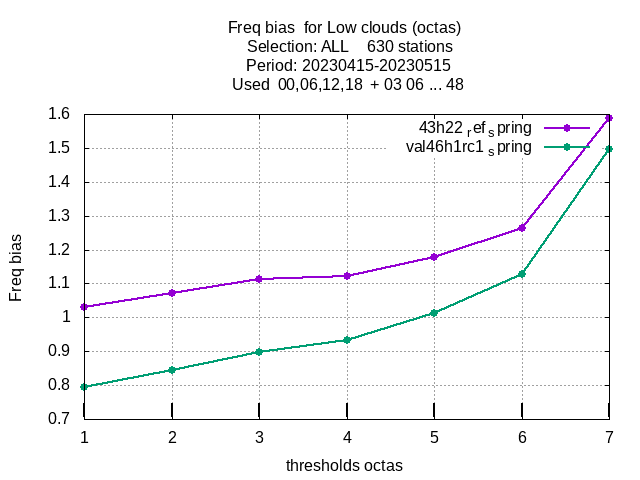 Freq bias  for Low clouds (octas)
Selection: ALL    630 stations
Period: 20230415-20230515
Used  00,06,12,18  + 03 06 ... 48
43h22 ref spring
val46h1rc1 spring
1.6
1.5
1.4
1.3
1.2
1.1
1
0.9
0.8
0.7
Freq bias
1 2 3 4 5 6 7
thresholds octas